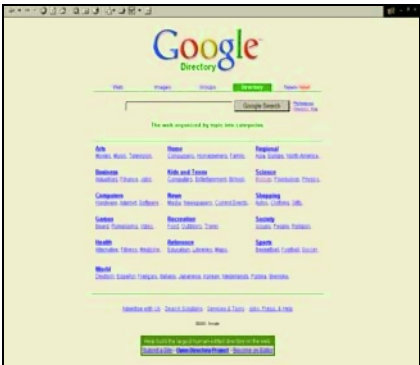 Google
Directory
Web Images Groups Directory News New!
Google Search Preferences
The web organized by topic into categories
Arts Home Regional
Movies, Music, Television, Consumers, Homeowners, Family, Asia, Europe, North America,
Business Kids and Teens Science
Industries, Finance, Jobs, Computers, Entertainment, School,
Computers News Shopping
Hardware, Internet, Software, Media, Newspapers, Current Events, Autos, Clothing, Gifts,
Games Recreation Society
Board, Roleplaying, Video, Food, Outdoors, Travel, Issues, People, Religion,
Health Reference Sports
Alternative, Fitness, Medicine, Education, Libraries, Maps, Basketball, Football, Soccer,
World
Deutsch, Español, Français, Italiano, Japanese, Korean, Nederlands, Polska, Svenska,
Advertise with Us Search Solutions Services & Tools Jobs, Press, & Help
Help build the largest human-edited directory on the web.
Submit a Site - Open Directory Project - Become an Editor